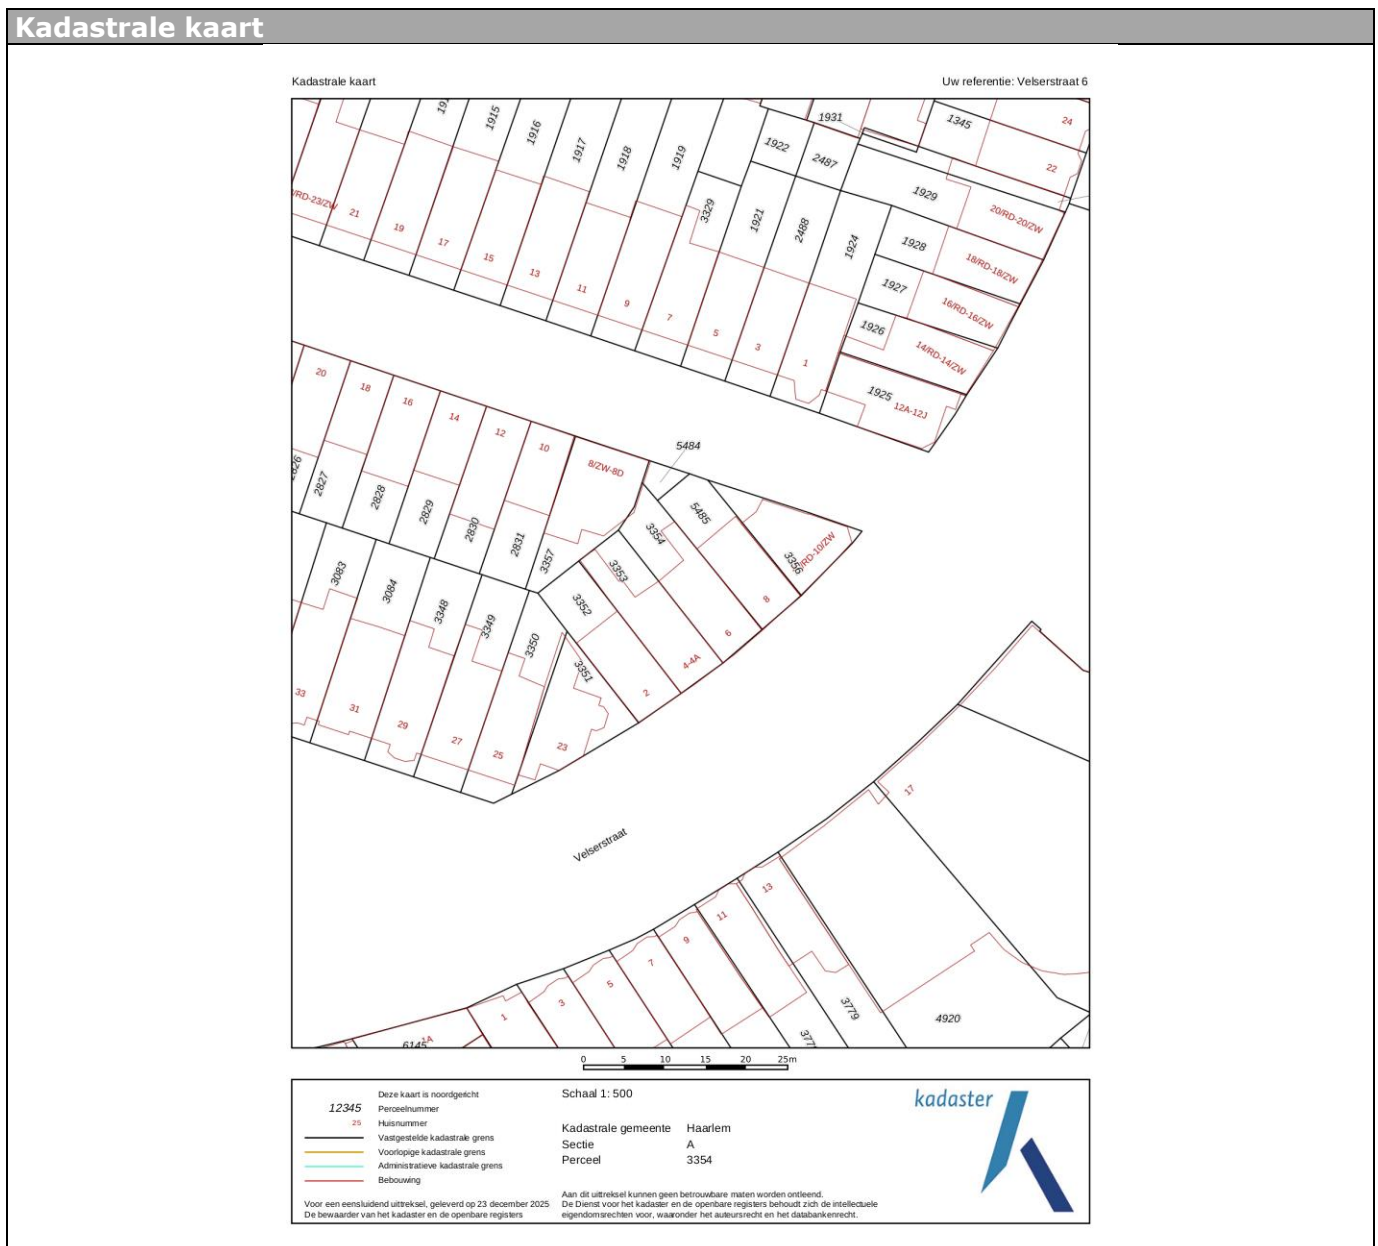 Kadastrale kaart
Kadastrale kaart
Uw referentie: Velserstraat 6
1915
1916
1917
1918
1919
3329
1922
2487
1931
1345
24
22
1921
2488
1924
1929
20/RD-20/ZW
1928
18/RD-18/ZW
1927
16/RD-16/ZW
1926
14/RD-14/ZW
1925
12A-12J
/RD-23/ZW
21
19
17
15
13
11
9
7
5
3
1
20
18
16
14
12
10
8/ZW-8D
5484
2826
2827
2828
2829
2830
2831
3357
3354
5485
3356
/RD-10/ZW
3353
3352
8
6
4-4A
2
3083
3084
3348
3349
3350
3351
33
31
29
27
25
23
Velserstraat
17
13
11
9
7
5
3
1
1A
6145
3779
4920
0 5 10 15 20 25m
Deze kaart is noordgericht
12345 Perceelnummer
25 Huisnummer
Vastgestelde kadastrale grens
Voorlopige kadastrale grens
Administratieve kadastrale grens
Bebouwing
Voor een eensluidend uittreksel, geleverd op 23 december 2025
De bewaarder van het kadaster en de openbare registers
Schaal 1: 500
Kadastrale gemeente Haarlem
Sectie A
Perceel 3354
Aan dit uittreksel kunnen geen betrouwbare maten worden ontleend.
De Dienst voor het kadaster en de openbare registers behoudt zich de intellectuele
eigendomsrechten voor, waaronder het auteursrecht en het databankenrecht.
kadaster